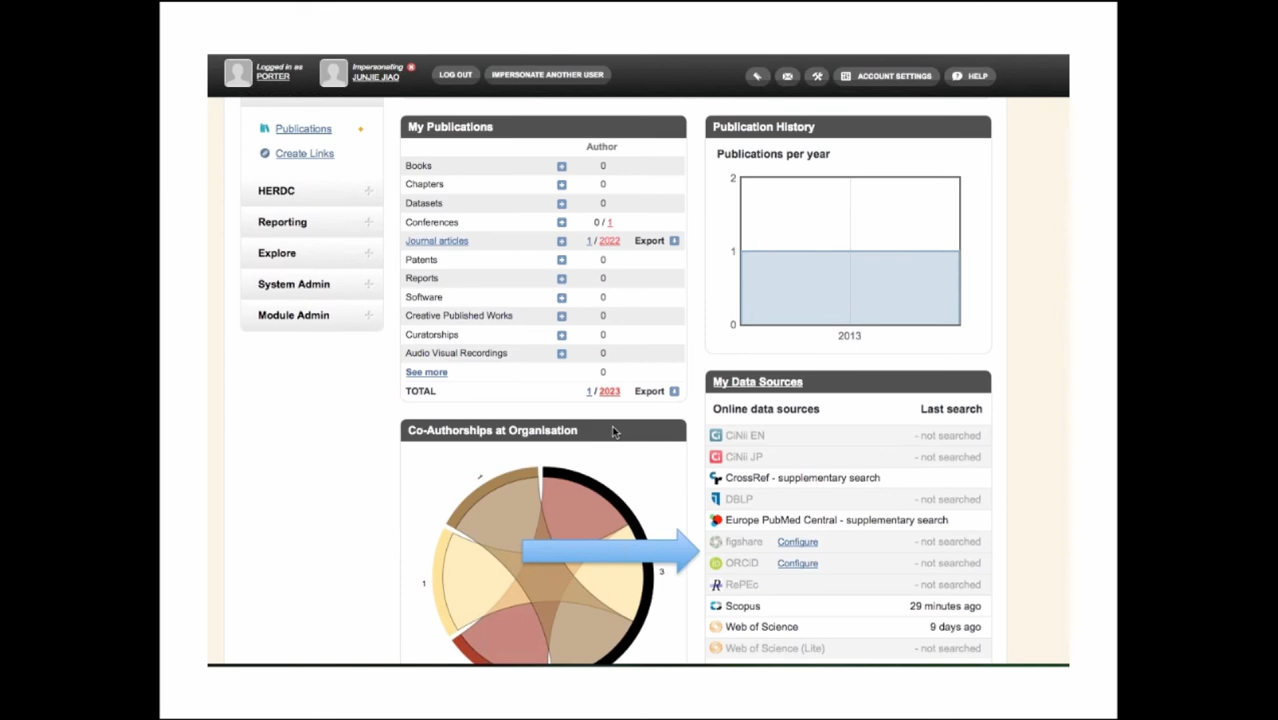 Logged in as
PORTER
Impersonating
JUNJIE JIAO
LOG OUT
IMPERSONATE ANOTHER USER
ACCOUNT SETTINGS
HELP
Publications
Create Links
HERDC
Reporting
Explore
System Admin
Module Admin
My Publications
Author
Books 0
Chapters 0
Datasets 0
Conferences 0 / 1
Journal articles 1 / 2022 Export
Patents 0
Reports 0
Software 0
Creative Published Works 0
Curatorships 0
Audio Visual Recordings 0
See more 0
TOTAL 1 / 2023 Export
Co-Authorships at Organisation
1
3
Publication History
Publications per year
2
1
0
2013
My Data Sources
Online data sources Last search
CiNii EN - not searched
CiNii JP - not searched
CrossRef - supplementary search
DBLP - not searched
Europe PubMed Central - supplementary search
figshare Configure - not searched
ORCID Configure - not searched
RePEc - not searched
Scopus 29 minutes ago
Web of Science 9 days ago
Web of Science (Lite) - not searched